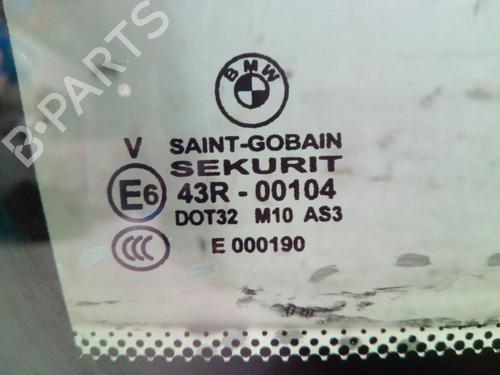 B-PARTS
BMW
V SAINT-GOBAIN
SEKURIT
E6 43R - 00104
DOT32 M10 AS3
CCC E 000190